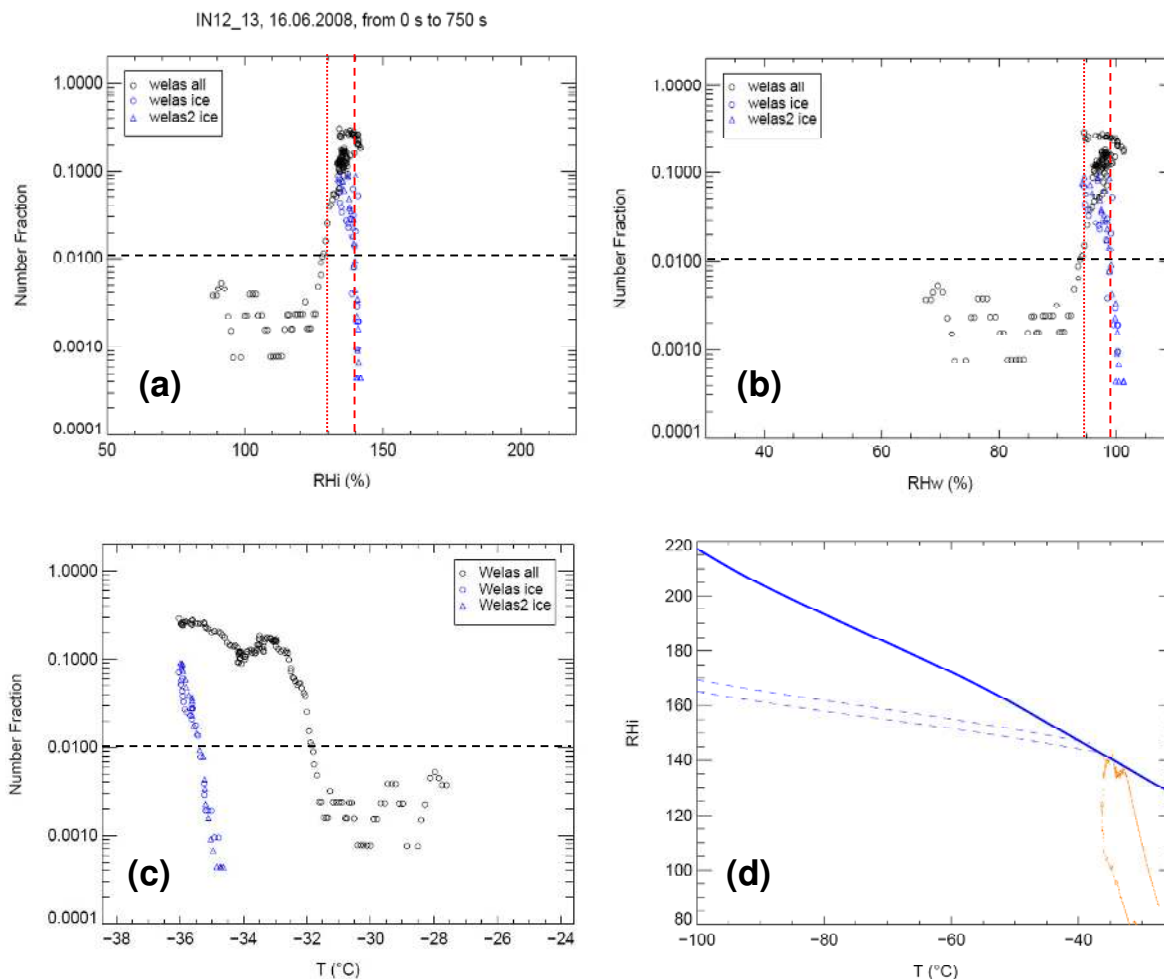 IN12_13, 16.06.2008, from 0 s to 750 s
1.0000
0.1000
0.0100
0.0010
0.0001
Number Fraction
welas all
welas ice
welas2 ice
(a)
50
100
150
200
RHi (%)
1.0000
0.1000
0.0100
0.0010
0.0001
Number Fraction
welas all
welas ice
welas2 ice
(b)
40
60
80
100
RHw (%)
1.0000
0.1000
0.0100
0.0010
0.0001
Number Fraction
Welas all
Welas ice
Welas2 ice
(c)
−38
−36
−34
−32
−30
−28
−26
−24
T (°C)
220
200
180
160
140
120
100
80
RHi
(d)
−100
−80
−60
−40
T (°C)